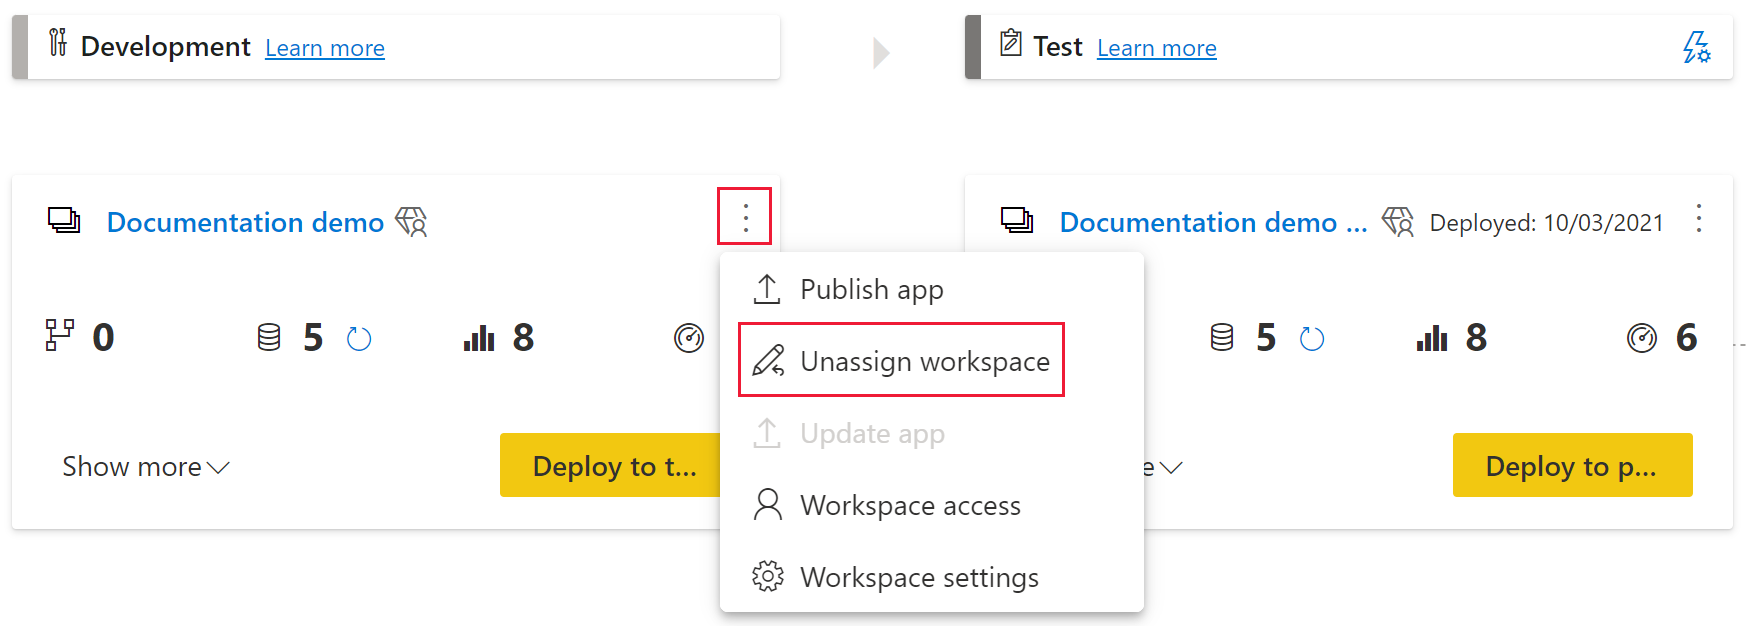 Development Learn more
Test Learn more
Documentation demo
Documentation demo ... Deployed: 10/03/2021
0 5 8
5 8 6
Publish app
Unassign workspace
Update app
Workspace access
Workspace settings
Show more
Deploy to t...
e
Deploy to p...